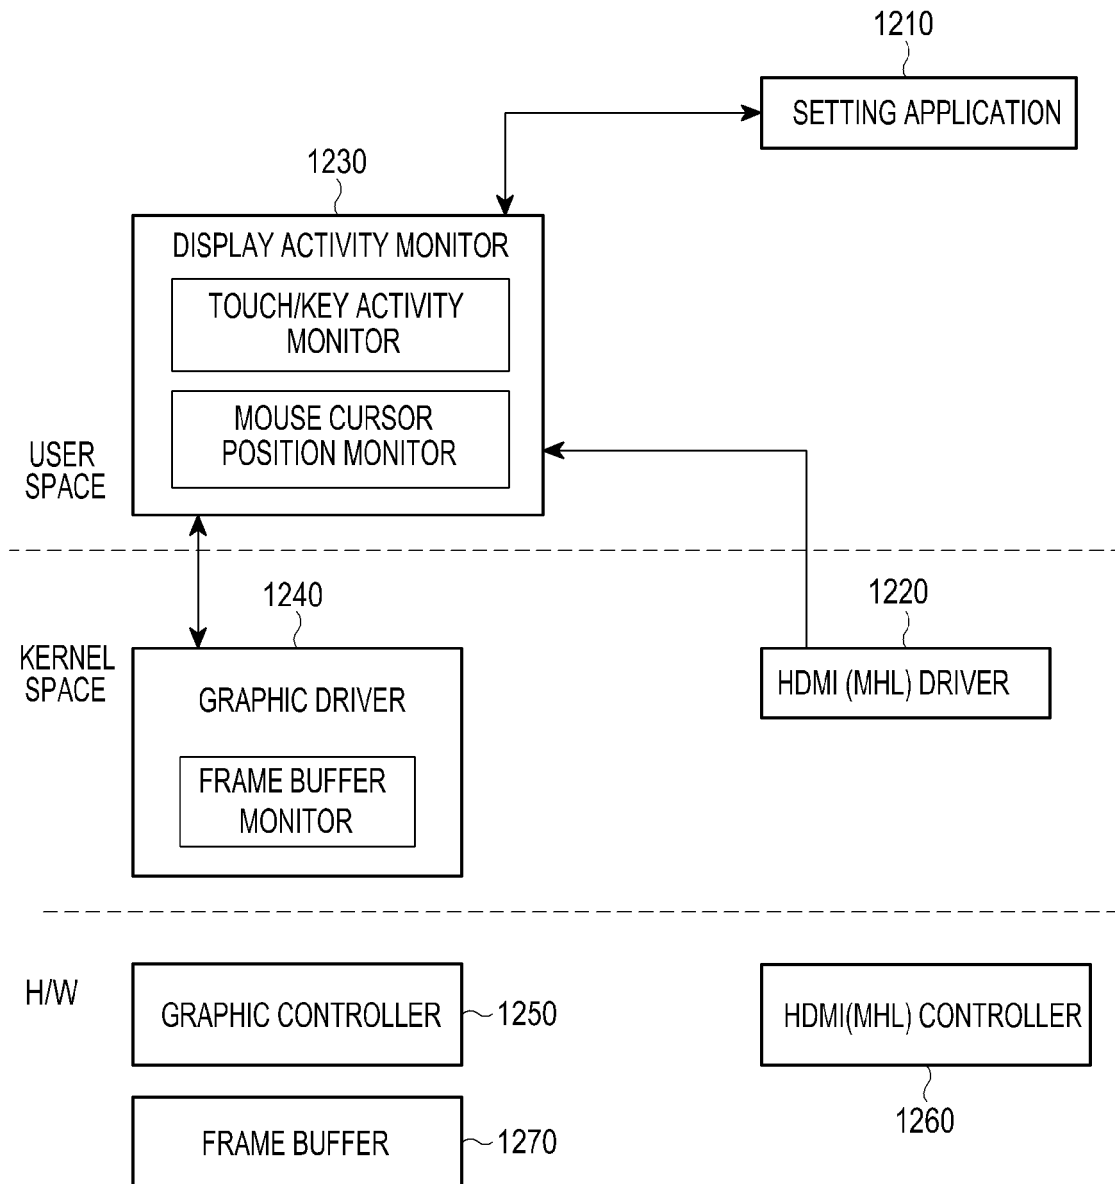 1210
SETTING APPLICATION
1230
DISPLAY ACTIVITY MONITOR
TOUCH/KEY ACTIVITY
MONITOR
MOUSE CURSOR
POSITION MONITOR
USER
SPACE
1240
1220
KERNEL
SPACE
GRAPHIC DRIVER
HDMI (MHL) DRIVER
FRAME BUFFER
MONITOR
H/W
GRAPHIC CONTROLLER
1250
HDMI(MHL) CONTROLLER
1260
FRAME BUFFER
1270